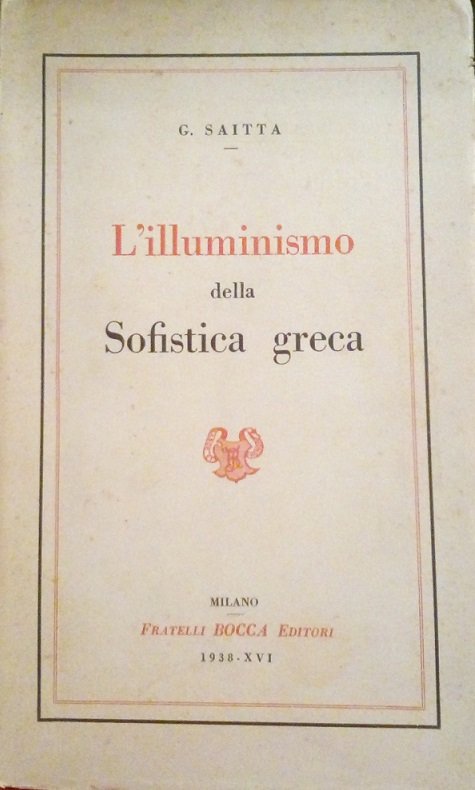 G. SAITTA
L'illuminismo
della
Sofistica greca
MILANO
FRATELLI BOCCA EDITORI
1938-XVI